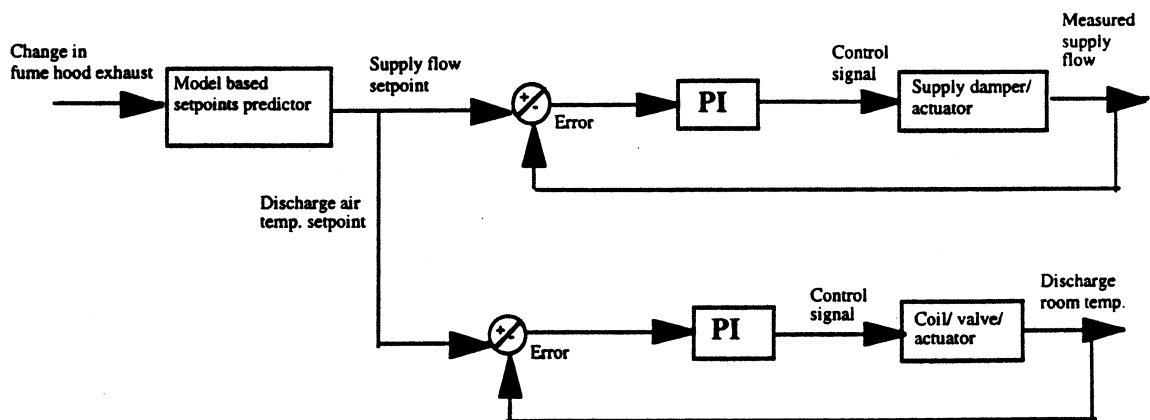 Change in
fume hood exhaust
Model based
setpoints predictor
Supply flow
setpoint
+
-
Error
PI
Control
signal
Supply damper/
actuator
Measured
supply
flow
Discharge air
temp. setpoint
+
-
Error
PI
Control
signal
Coil/ valve/
actuator
Discharge
room temp.